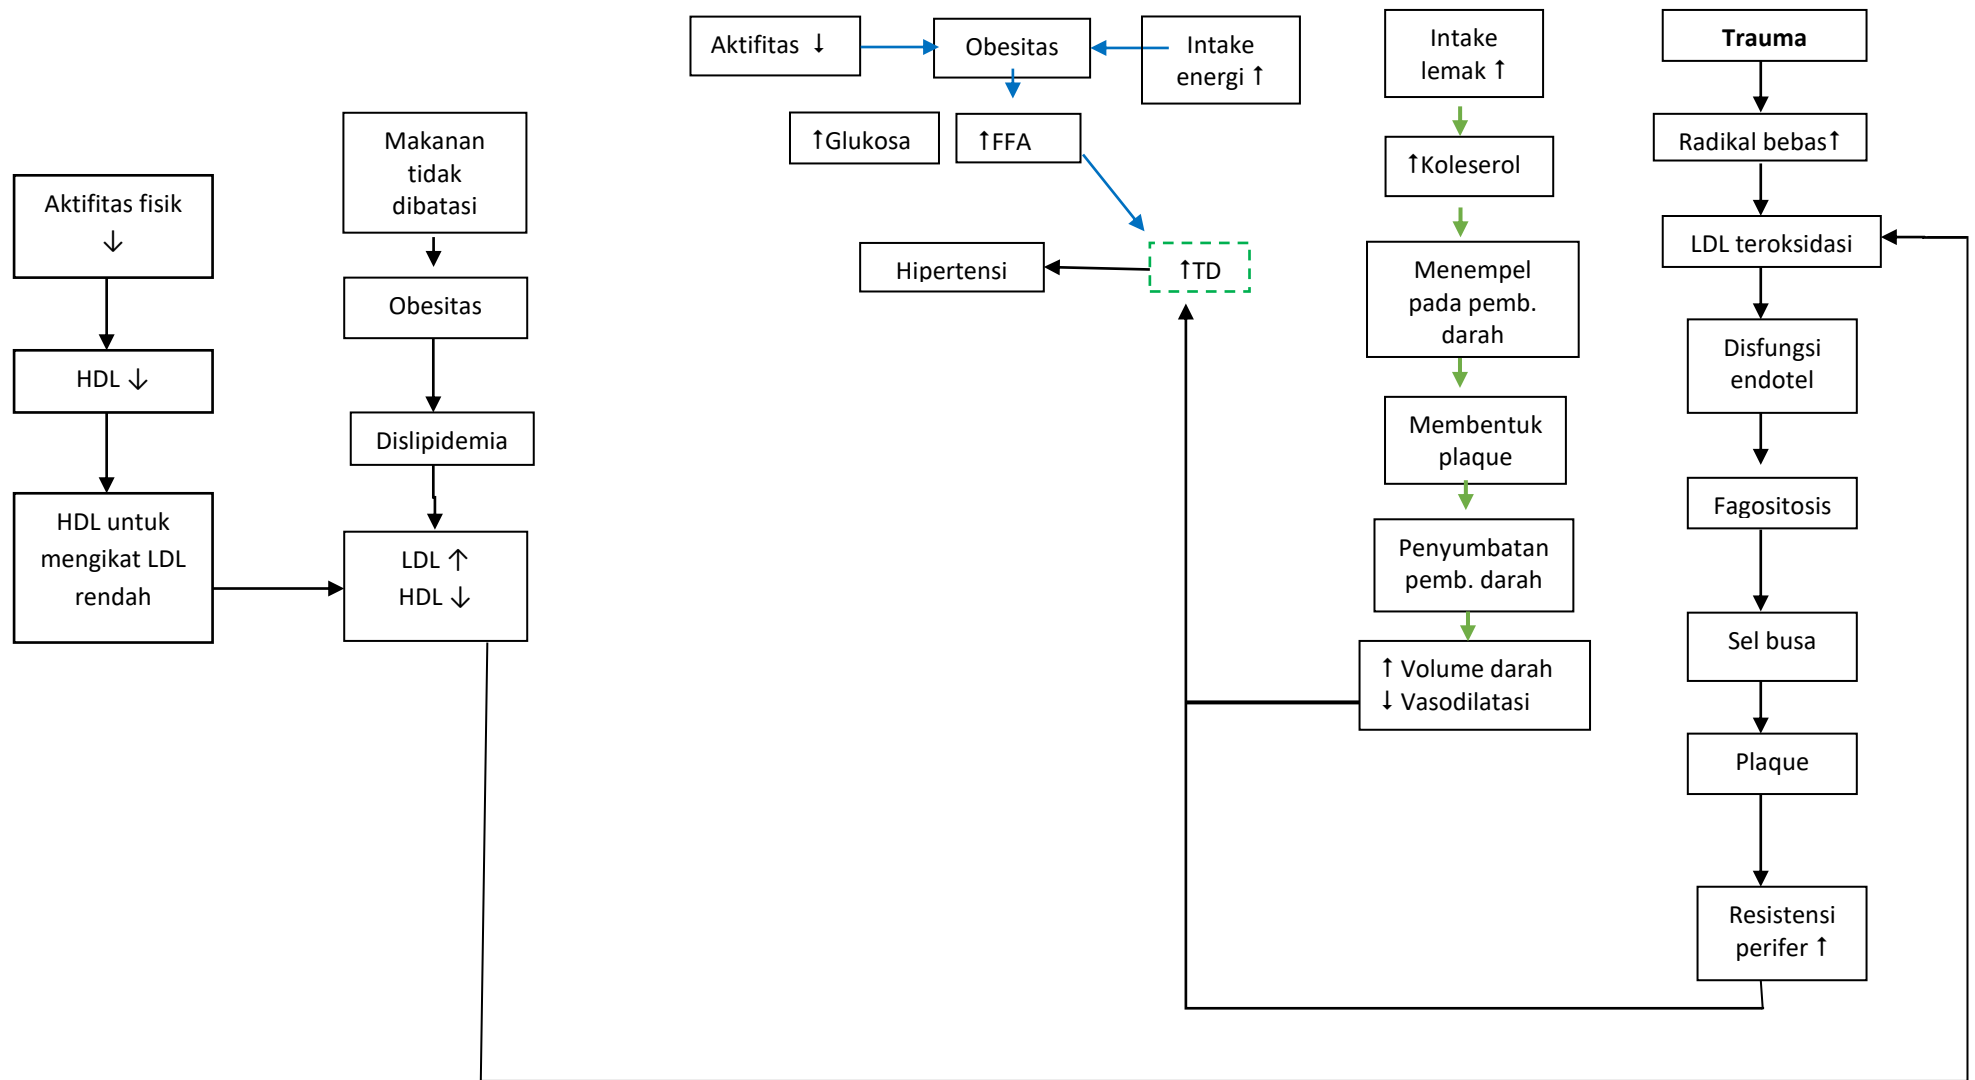 Aktifitas ↓
Obesitas
Intake
energi ↑
Intake
lemak ↑
Trauma
Makanan
tidak
dibatasi
↑Glukosa
↑FFA
↑Koleserol
Radikal bebas↑
Aktifitas fisik
↓
Hipertensi
↑TD
Menempel
pada pemb.
darah
LDL teroksidasi
Obesitas
Disfungsi
endotel
HDL ↓
Dislipidemia
Membentuk
plaque
Fagositosis
HDL untuk
mengikat LDL
rendah
LDL ↑
HDL ↓
Penyumbatan
pemb. darah
Sel busa
↑ Volume darah
↓ Vasodilatasi
Plaque
Resistensi
perifer ↑